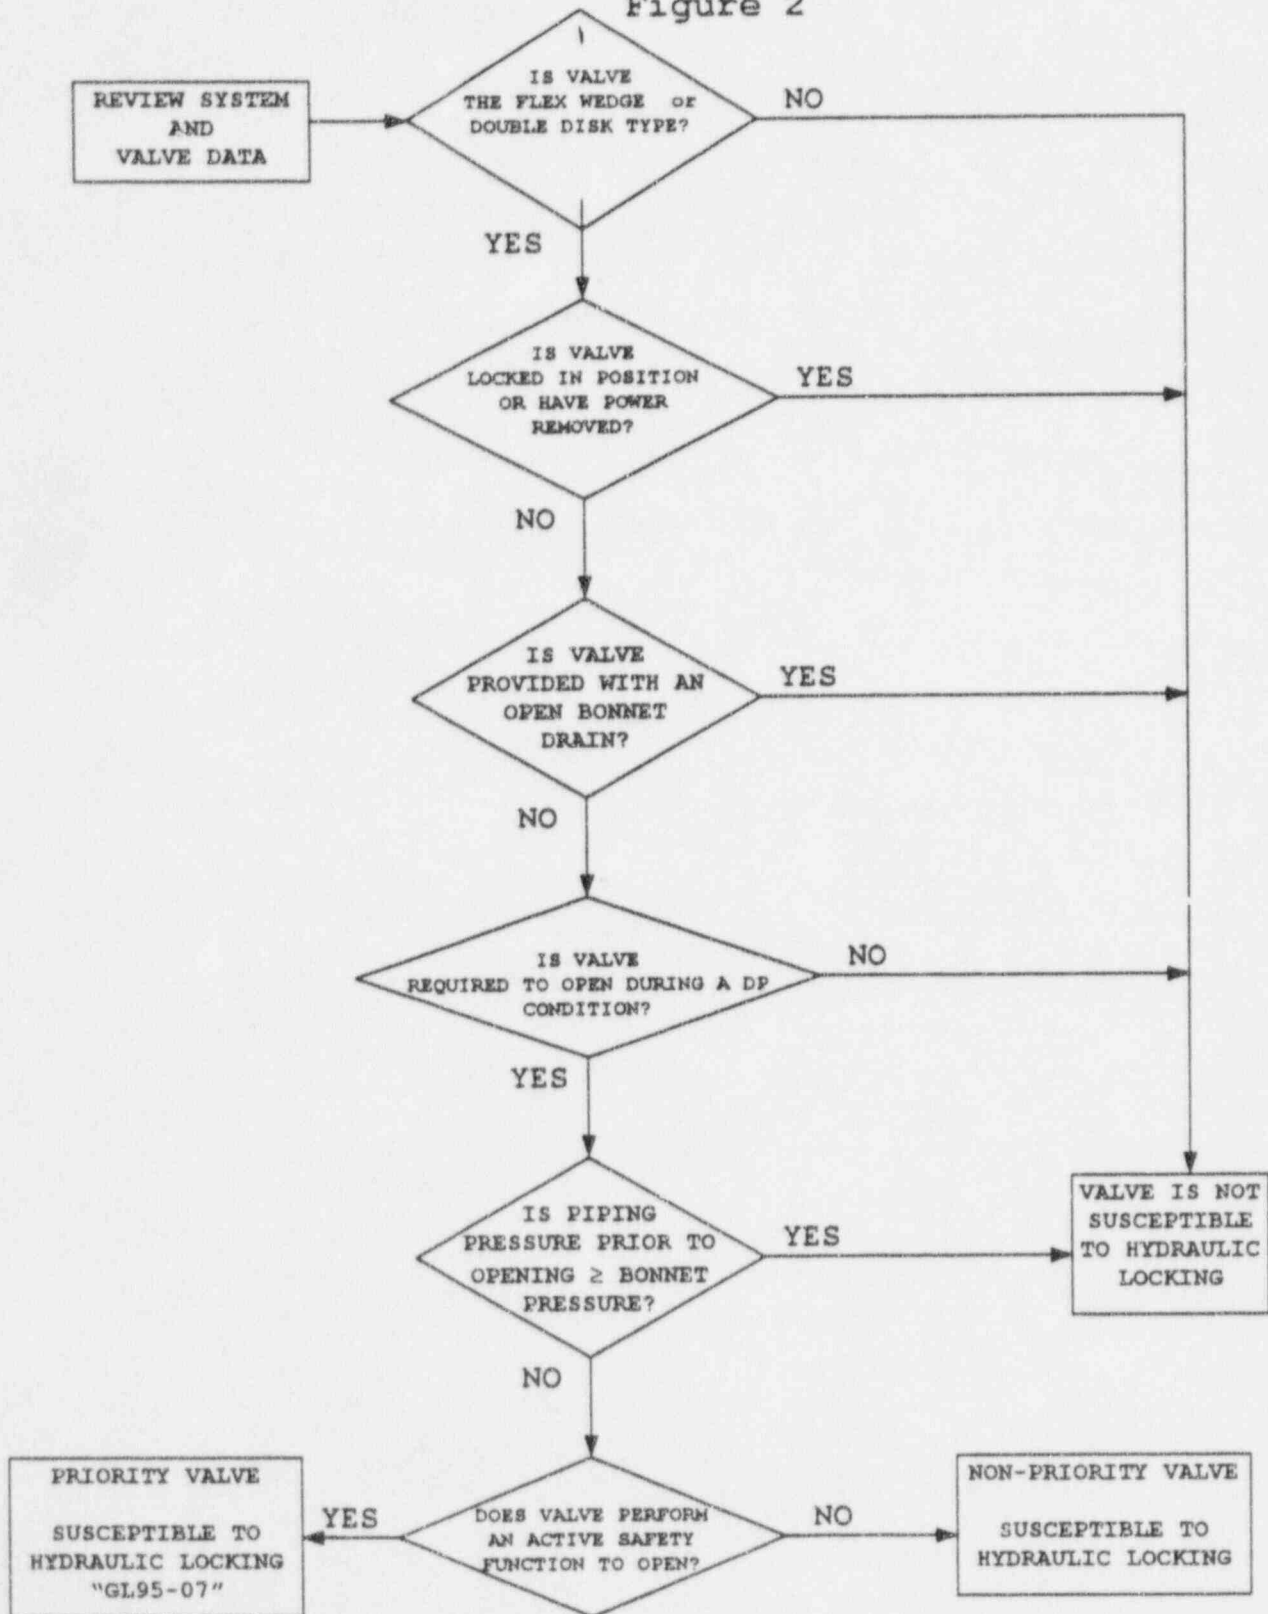 Figure 2
IS VALVE
THE FLEX WEDGE or
DOUBLE DISK TYPE?
NO
REVIEW SYSTEM
AND
VALVE DATA
YES
IS VALVE
LOCKED IN POSITION
OR HAVE POWER
REMOVED?
YES
NO
IS VALVE
PROVIDED WITH AN
OPEN BONNET
DRAIN?
YES
NO
IS VALVE
REQUIRED TO OPEN DURING A DP
CONDITION?
NO
YES
IS PIPING
PRESSURE PRIOR TO
OPENING ≥ BONNET
PRESSURE?
YES
VALVE IS NOT
SUSCEPTIBLE
TO HYDRAULIC
LOCKING
NO
PRIORITY VALVE
SUSCEPTIBLE TO
HYDRAULIC LOCKING
"GL95-07"
YES
DOES VALVE PERFORM
AN ACTIVE SAFETY
FUNCTION TO OPEN?
NO
NON-PRIORITY VALVE
SUSCEPTIBLE TO
HYDRAULIC LOCKING